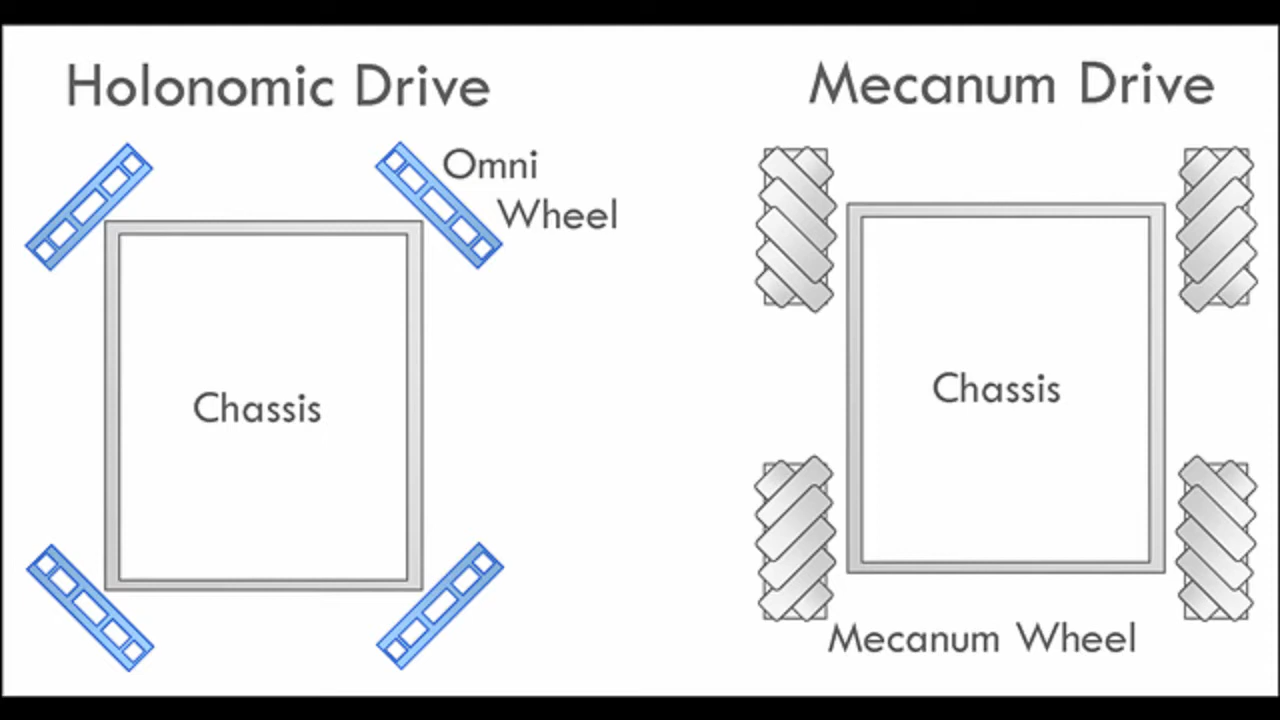 Holonomic Drive
Omni
Wheel
Chassis
Mecanum Drive
Chassis
Mecanum Wheel